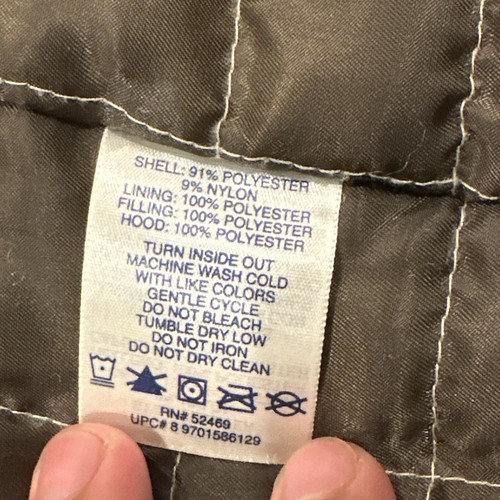 SHELL: 91% POLYESTER
9% NYLON
LINING: 100% POLYESTER
FILLING: 100% POLYESTER
HOOD: 100% POLYESTER
TURN INSIDE OUT
MACHINE WASH COLD
WITH LIKE COLORS
GENTLE CYCLE
DO NOT BLEACH
TUMBLE DRY LOW
DO NOT IRON
DO NOT DRY CLEAN
RN# 52469
UPC# 8 9701586129